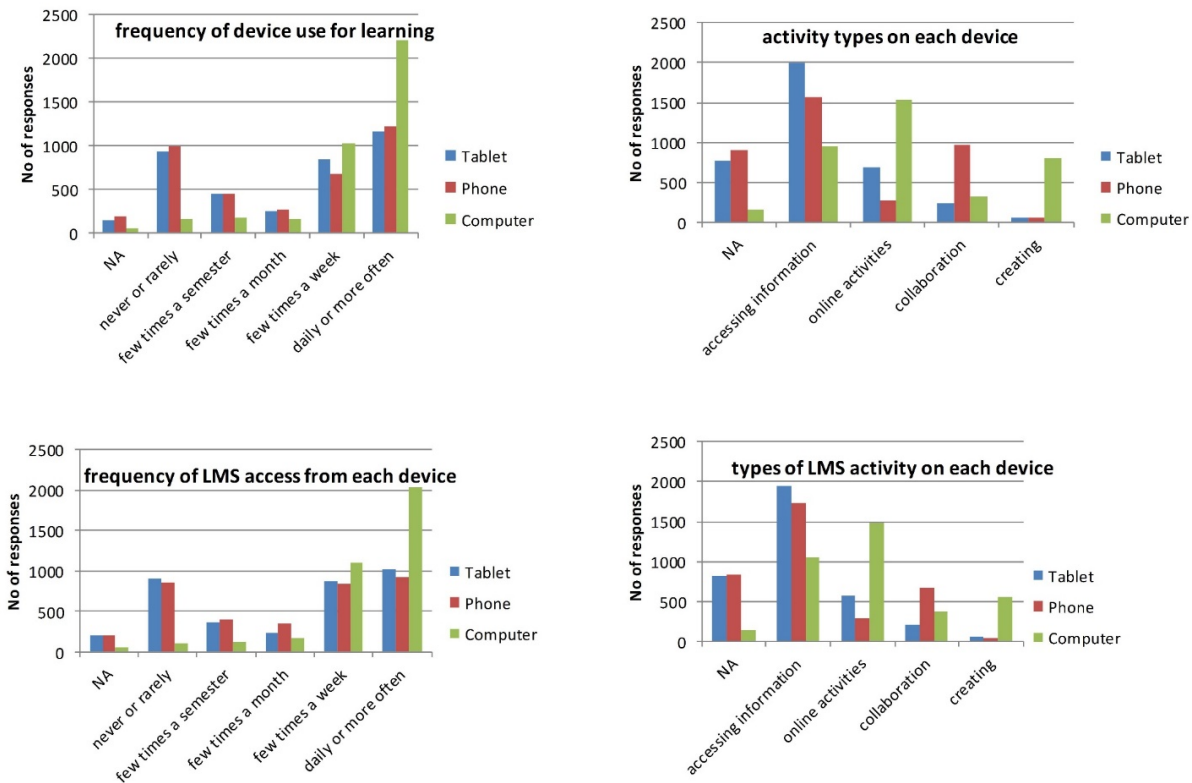 frequency of device use for learning
No of responses
2500
2000
1500
1000
500
0
NA
never or rarely
few times a semester
few times a month
few times a week
daily or more often
Tablet
Phone
Computer
activity types on each device
No of responses
2500
2000
1500
1000
500
0
NA
accessing information
online activities
collaboration
creating
Tablet
Phone
Computer
frequency of LMS access from each device
No of responses
2500
2000
1500
1000
500
0
NA
never or rarely
few times a semester
few times a month
few times a week
daily or more often
Tablet
Phone
Computer
types of LMS activity on each device
No of responses
2500
2000
1500
1000
500
0
NA
accessing information
online activities
collaboration
creating
Tablet
Phone
Computer